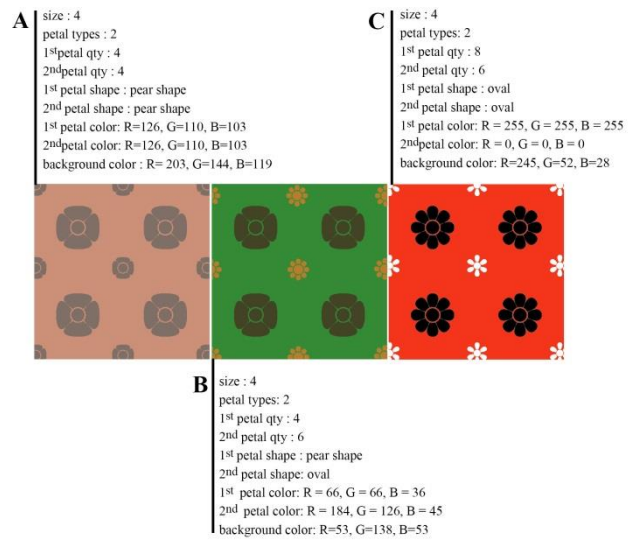 A
size : 4
petal types : 2
1st petal qty : 4
2nd petal qty : 4
1st petal shape : pear shape
2nd petal shape : pear shape
1st petal color: R=126, G=110, B=103
2nd petal color: R=126, G=110, B=103
background color : R= 203, G=144, B=119
C
size : 4
petal types : 2
1st petal qty : 8
2nd petal qty : 6
1st petal shape : oval
2nd petal shape : oval
1st petal color: R = 255, G = 255, B = 255
2nd petal color: R = 0, G = 0, B = 0
background color: R=245, G=52, B=28
B
size : 4
petal types: 2
1st petal qty : 4
2nd petal qty : 6
1st petal shape : pear shape
2nd petal shape: oval
1st petal color: R = 66, G = 66, B = 36
2nd petal color: R = 184, G = 126, B = 45
background color: R=53, G=138, B=53